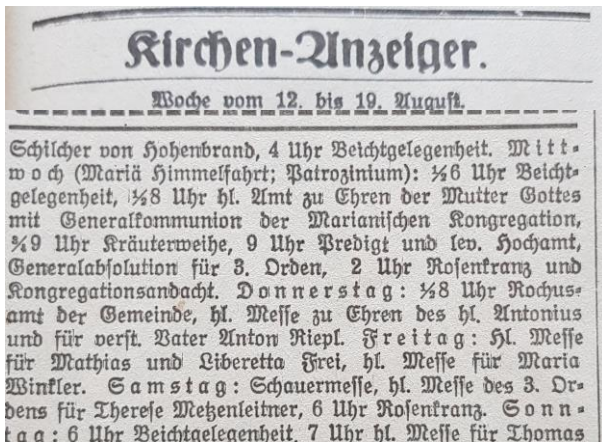 Kirchen-Anzeiger.
Woche vom 12. bis 19. August.
Schilcher von Hohenbrand, 4 Uhr Beichtgelegenheit. Mitt-
woch (Mariä Himmelfahrt; Patrozinium): ½6 Uhr Beicht-
gelegenheit, ½8 Uhr hl. Amt zu Ehren der Mutter Gottes
mit Generalkommunion der Marianischen Kongregation,
¾9 Uhr Kräuterweihe, 9 Uhr Predigt und lev. Hochamt,
Generalabsolution für 3. Orden, 2 Uhr Rosenkranz und
Kongregationsandacht. Donnerstag: ½8 Uhr Rochus-
amt der Gemeinde, hl. Messe zu Ehren des hl. Antonius
und für verst. Vater Anton Riepl. Freitag: Hl. Messe
für Mathias und Liberetta Frei, hl. Messe für Maria
Winkler. Samstag: Schauermesse, hl. Messe des 3. Or-
dens für Therese Metzenleitner, 6 Uhr Rosenkranz. Sonn-
tag: 6 Uhr Beichtgelegenheit, 7 Uhr hl. Messe für Thomas